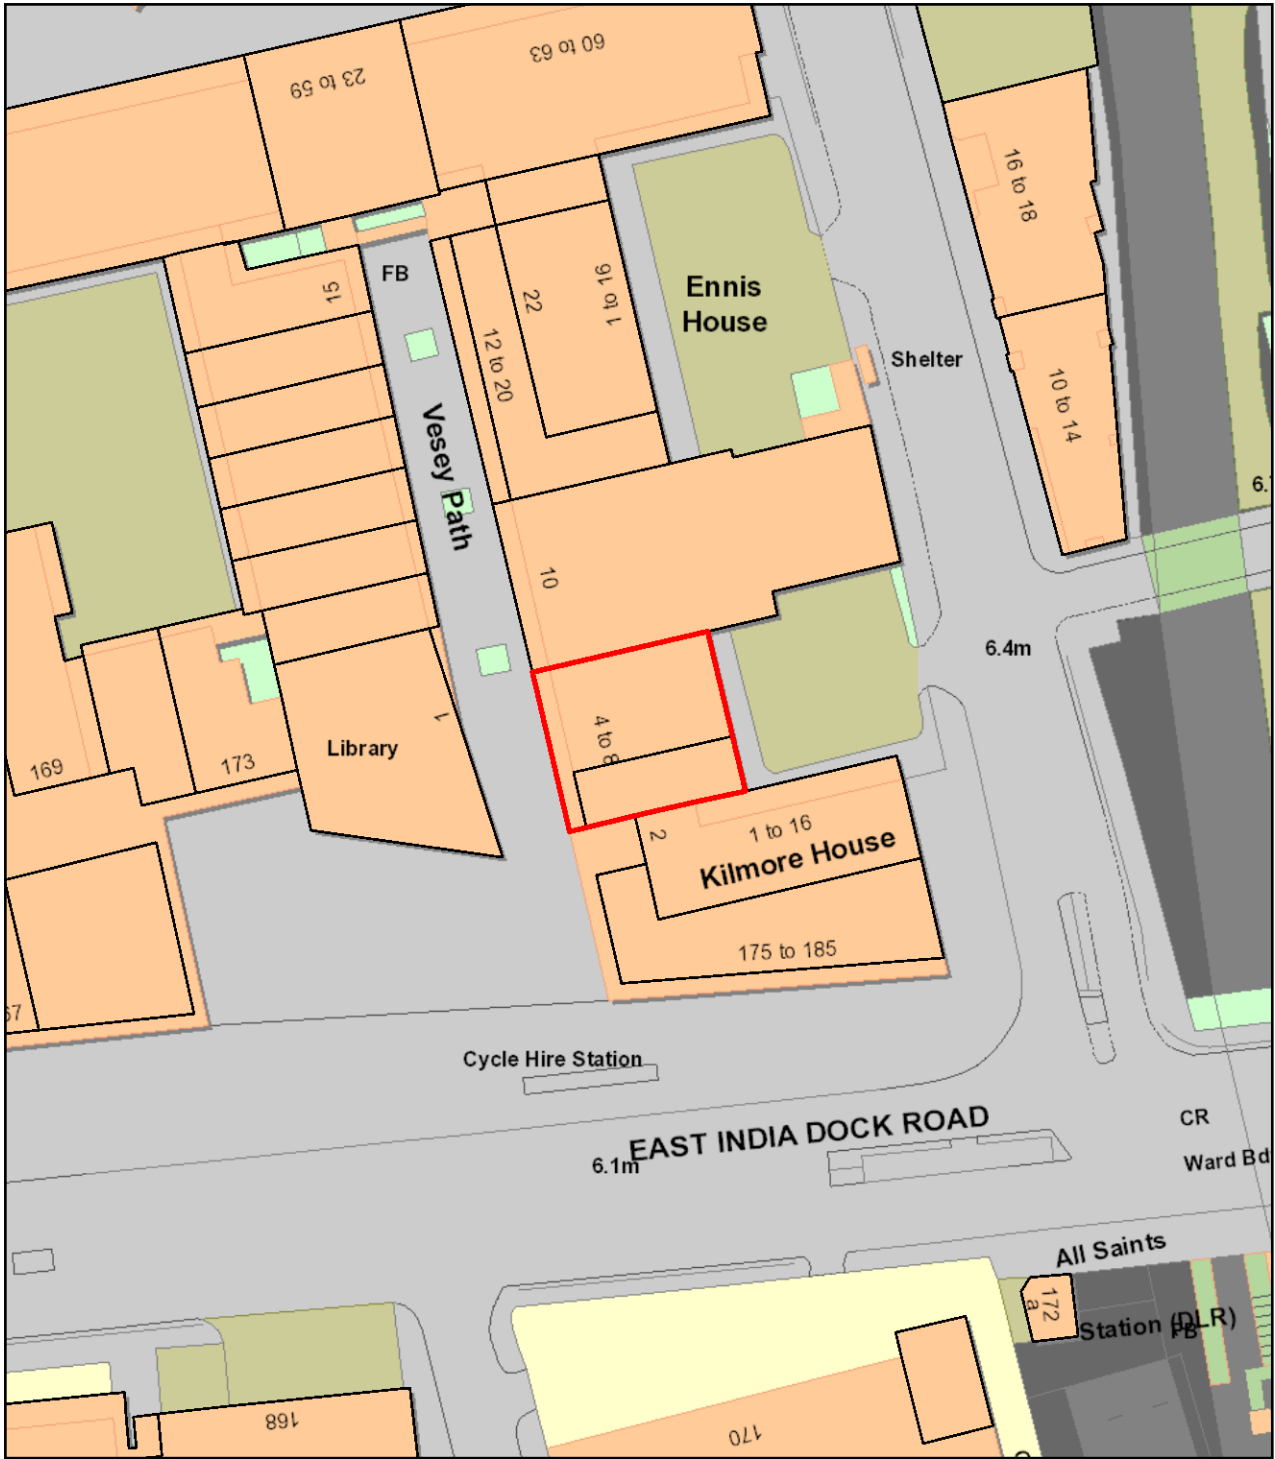 60 to 63
23 to 59
16 to 18
FB
15
22
1 to 16
Ennis
House
12 to 20
Shelter
10 to 14
Vesey Path
6.
10
6.4m
4 to 8
1
Library
169
173
2
1 to 16
Kilmore House
175 to 185
57
Cycle Hire Station
EAST INDIA DOCK ROAD
6.1m
CR
Ward Bd
All Saints
172
a
Station (DLR)
FB
168
170